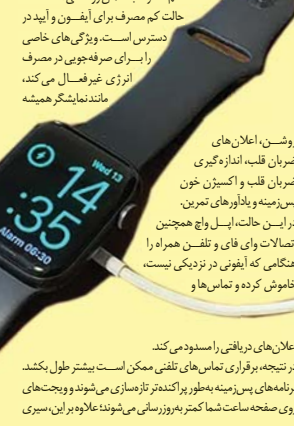 حالت کم مصرف برای آیفون و آیپد در
دسترس است. ویژگی‌های خاصی
را برای صرفه‌جویی در مصرف
انرژی غیرفعال می‌کند،
مانند نمایشگر همیشه
روشن، اعلان‌های
ضربان قلب، اندازه‌گیری
ضربان قلب و اکسیژن خون
پس‌زمینه و یادآورهای تمرین.
در این حالت، اپل واچ همچنین
اتصالات وای فای و تلفن همراه را
هنگامی که آیفونی در نزدیکی نیست،
خاموش کرده و تماس‌ها و
اعلان‌های دریافتی را مسدود می‌کند.
در نتیجه، برقراری تماس‌های تلفنی ممکن است بیشتر طول بکشد.
برنامه‌های پس‌زمینه به‌طور پراکنده‌تر تازه‌سازی می‌شوند و ویجت‌های
روی صفحه ساعت شما کمتر به‌روزرسانی می‌شوند؛ علاوه بر این، سیری
Wed 13
14
:35
Alarm 06:30